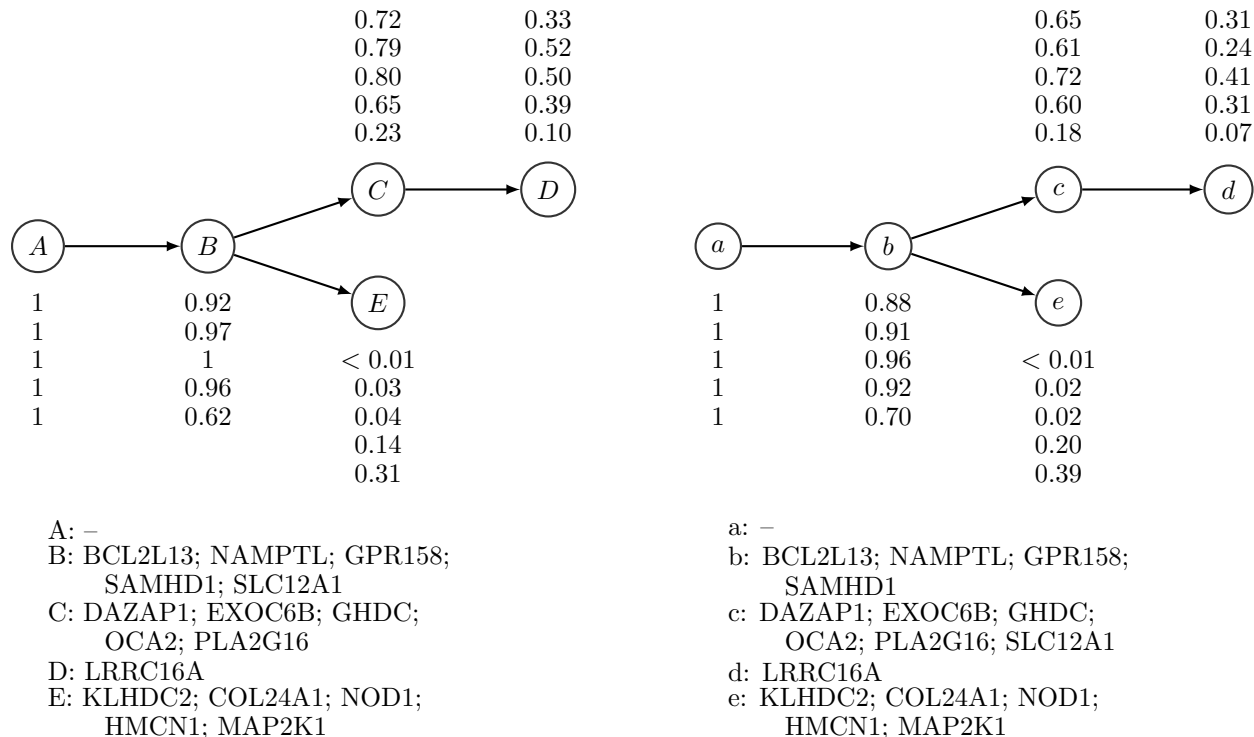 0.72 0.33 0.65 0.31
0.79 0.52 0.61 0.24
0.80 0.50 0.72 0.41
0.65 0.39 0.60 0.31
0.23 0.10 0.18 0.07
C D c d
A B a b
E e
1 0.92 1 0.88
1 0.97 1 0.91
1 1 < 0.01 1 0.96 < 0.01
1 0.96 0.03 1 0.92 0.02
1 0.62 0.04 1 0.70 0.02
0.14 0.20
0.31 0.39
A: –
B: BCL2L13; NAMPTL; GPR158;
SAMHD1; SLC12A1
C: DAZAP1; EXOC6B; GHDC;
OCA2; PLA2G16
D: LRRC16A
E: KLHDC2; COL24A1; NOD1;
HMCN1; MAP2K1
a: –
b: BCL2L13; NAMPTL; GPR158;
SAMHD1
c: DAZAP1; EXOC6B; GHDC;
OCA2; PLA2G16; SLC12A1
d: LRRC16A
e: KLHDC2; COL24A1; NOD1;
HMCN1; MAP2K1